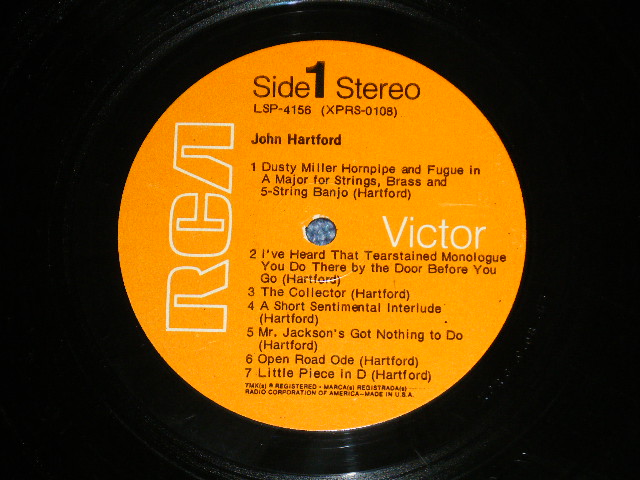 Side 1 Stereo
LSP-4156 (XPRS-0108)
John Hartford
1 Dusty Miller Hornpipe and Fugue in
A Major for Strings, Brass and
5-String Banjo (Hartford)
RCA
Victor
2 I've Heard That Tearstained Monologue
You Do There by the Door Before You
Go (Hartford)
3 The Collector (Hartford)
4 A Short Sentimental Interlude
(Hartford)
5 Mr. Jackson's Got Nothing to Do
(Hartford)
6 Open Road Ode (Hartford)
7 Little Piece in D (Hartford)
TMK(s) ® REGISTERED • MARCA(s) REGISTRADA(s)
RADIO CORPORATION OF AMERICA—MADE IN U.S.A.